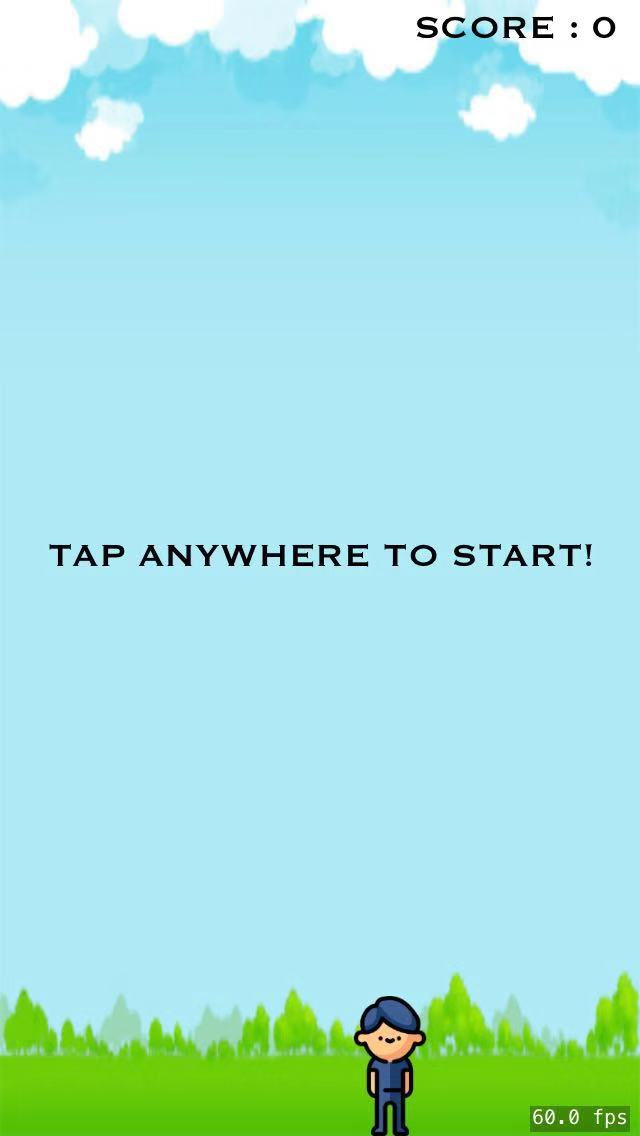 SCORE : 0
TAP ANYWHERE TO START!
60.0 fps